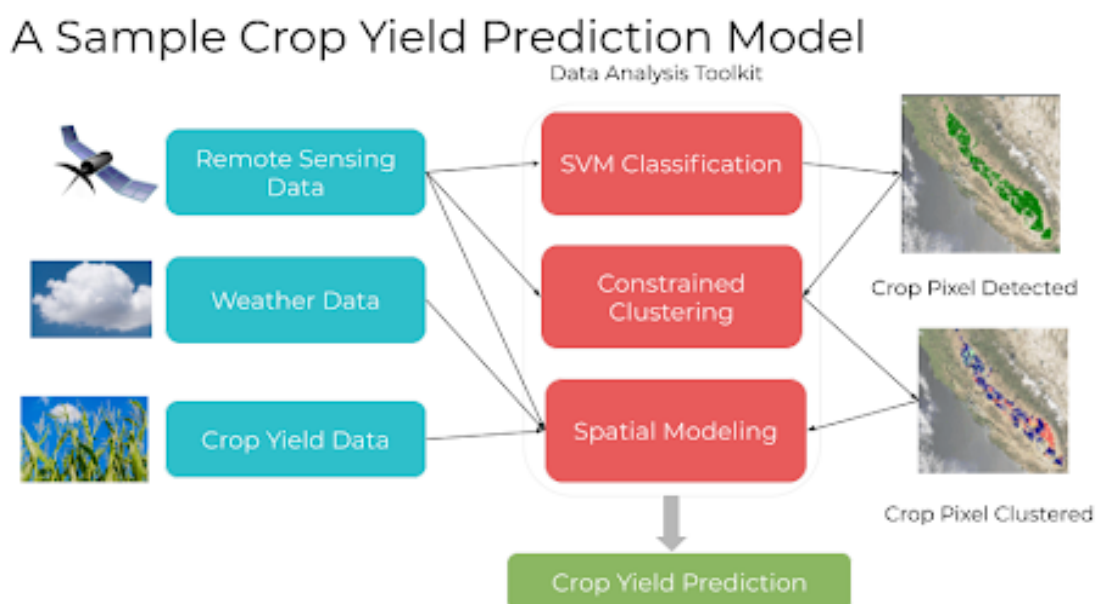 A Sample Crop Yield Prediction Model
Data Analysis Toolkit
Remote Sensing
Data
SVM Classification
Weather Data
Constrained
Clustering
Crop Pixel Detected
Crop Yield Data
Spatial Modeling
Crop Pixel Clustered
Crop Yield Prediction